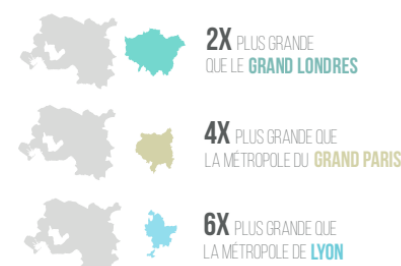 2X PLUS GRANDE
QUE LE GRAND LONDRES
4X PLUS GRANDE QUE
LA MÉTROPOLE DU GRAND PARIS
6X PLUS GRANDE QUE
LA MÉTROPOLE DE LYON